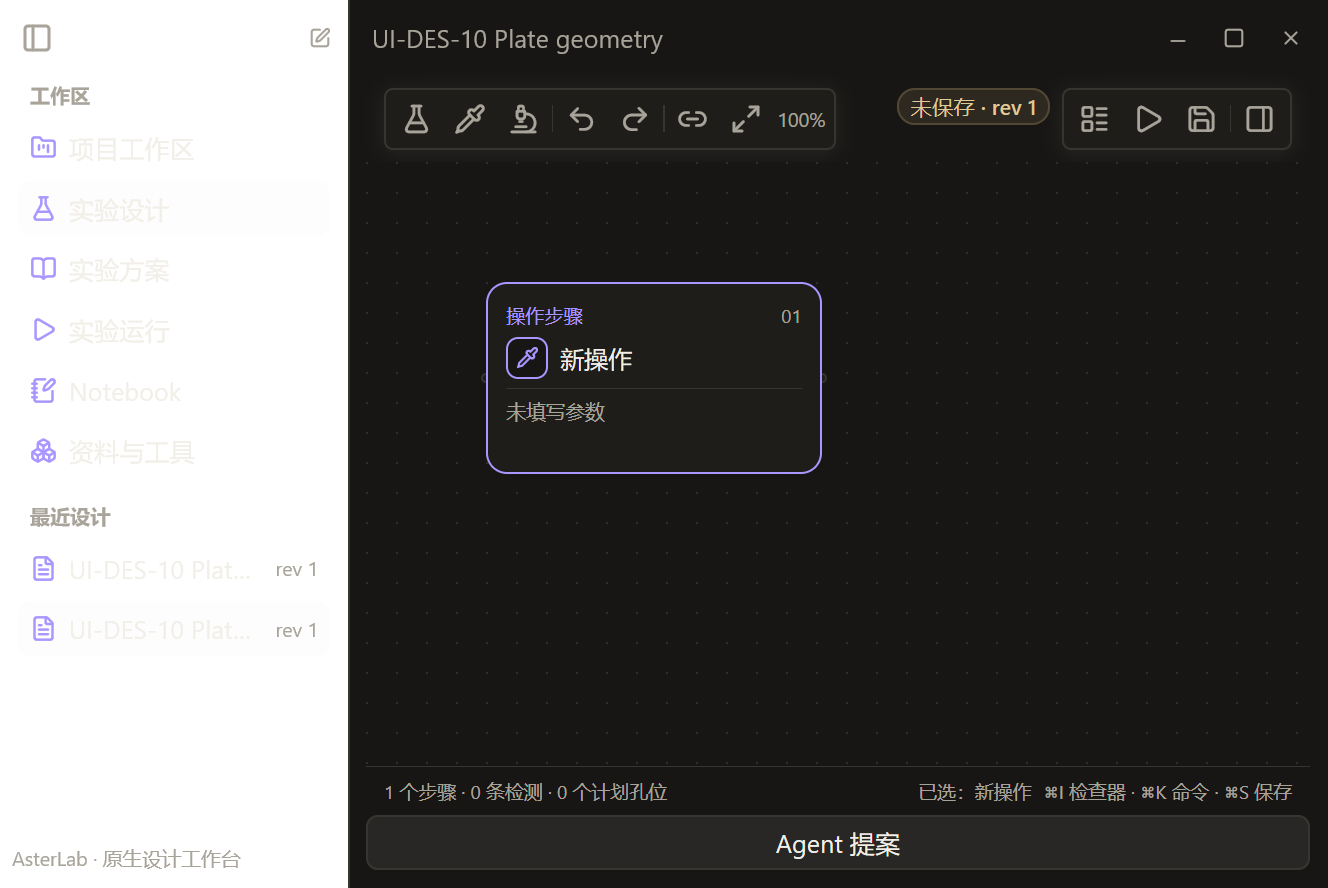 工作区
项目工作区
实验设计
实验方案
实验运行
Notebook
资料与工具
最近设计
UI-DES-10 Plat... rev 1
UI-DES-10 Plat... rev 1
AsterLab · 原生设计工作台
UI-DES-10 Plate geometry
100%
未保存 · rev 1
操作步骤 01
新操作
未填写参数
1 个步骤 · 0 条检测 · 0 个计划孔位
已选：新操作 ⌘I 检查器 · ⌘K 命令 · ⌘S 保存
Agent 提案